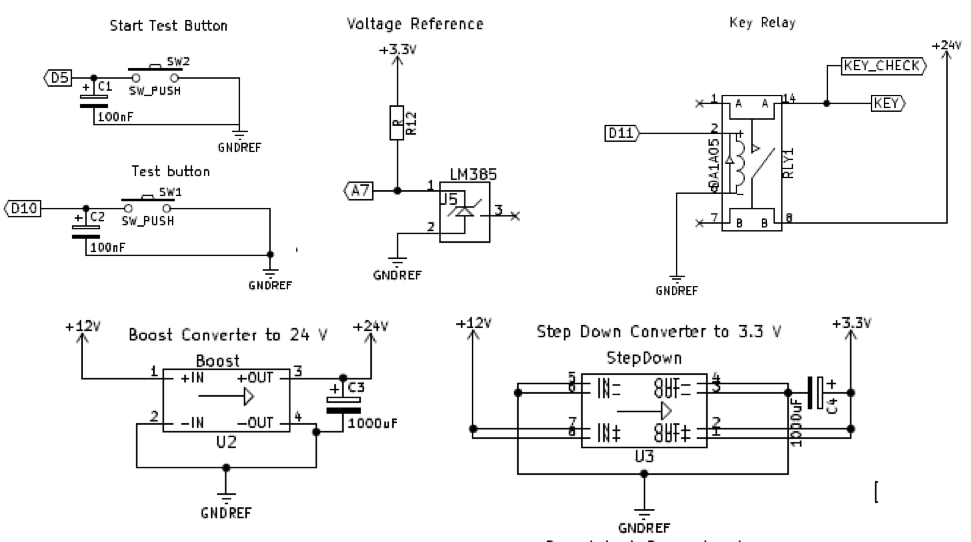 Start Test Button
D5
SW2
+ C1
SW_PUSH
100nF
GNDREF
Test button
D10
SW1
+ C2
SW_PUSH
100nF
GNDREF
Voltage Reference
+3.3V
R
R12
LM385
A7
1
J5
3
2
GNDREF
Key Relay
+24V
KEY_CHECK
1 A A 14
KEY
D11
2
+
DA1A05
RLY1
-
7 B B 8
GNDREF
Boost Converter to 24 V
+12V
+24V
Boost
1 +IN +OUT 3
+ C3
2 -IN -OUT 4
1000uF
U2
GNDREF
Step Down Converter to 3.3 V
+12V
+3.3V
StepDown
5 IN- OUT- 4
6 3
+
C4
1000uF
7 IN+ OUT+ 2
8 1
U3
GNDREF
[